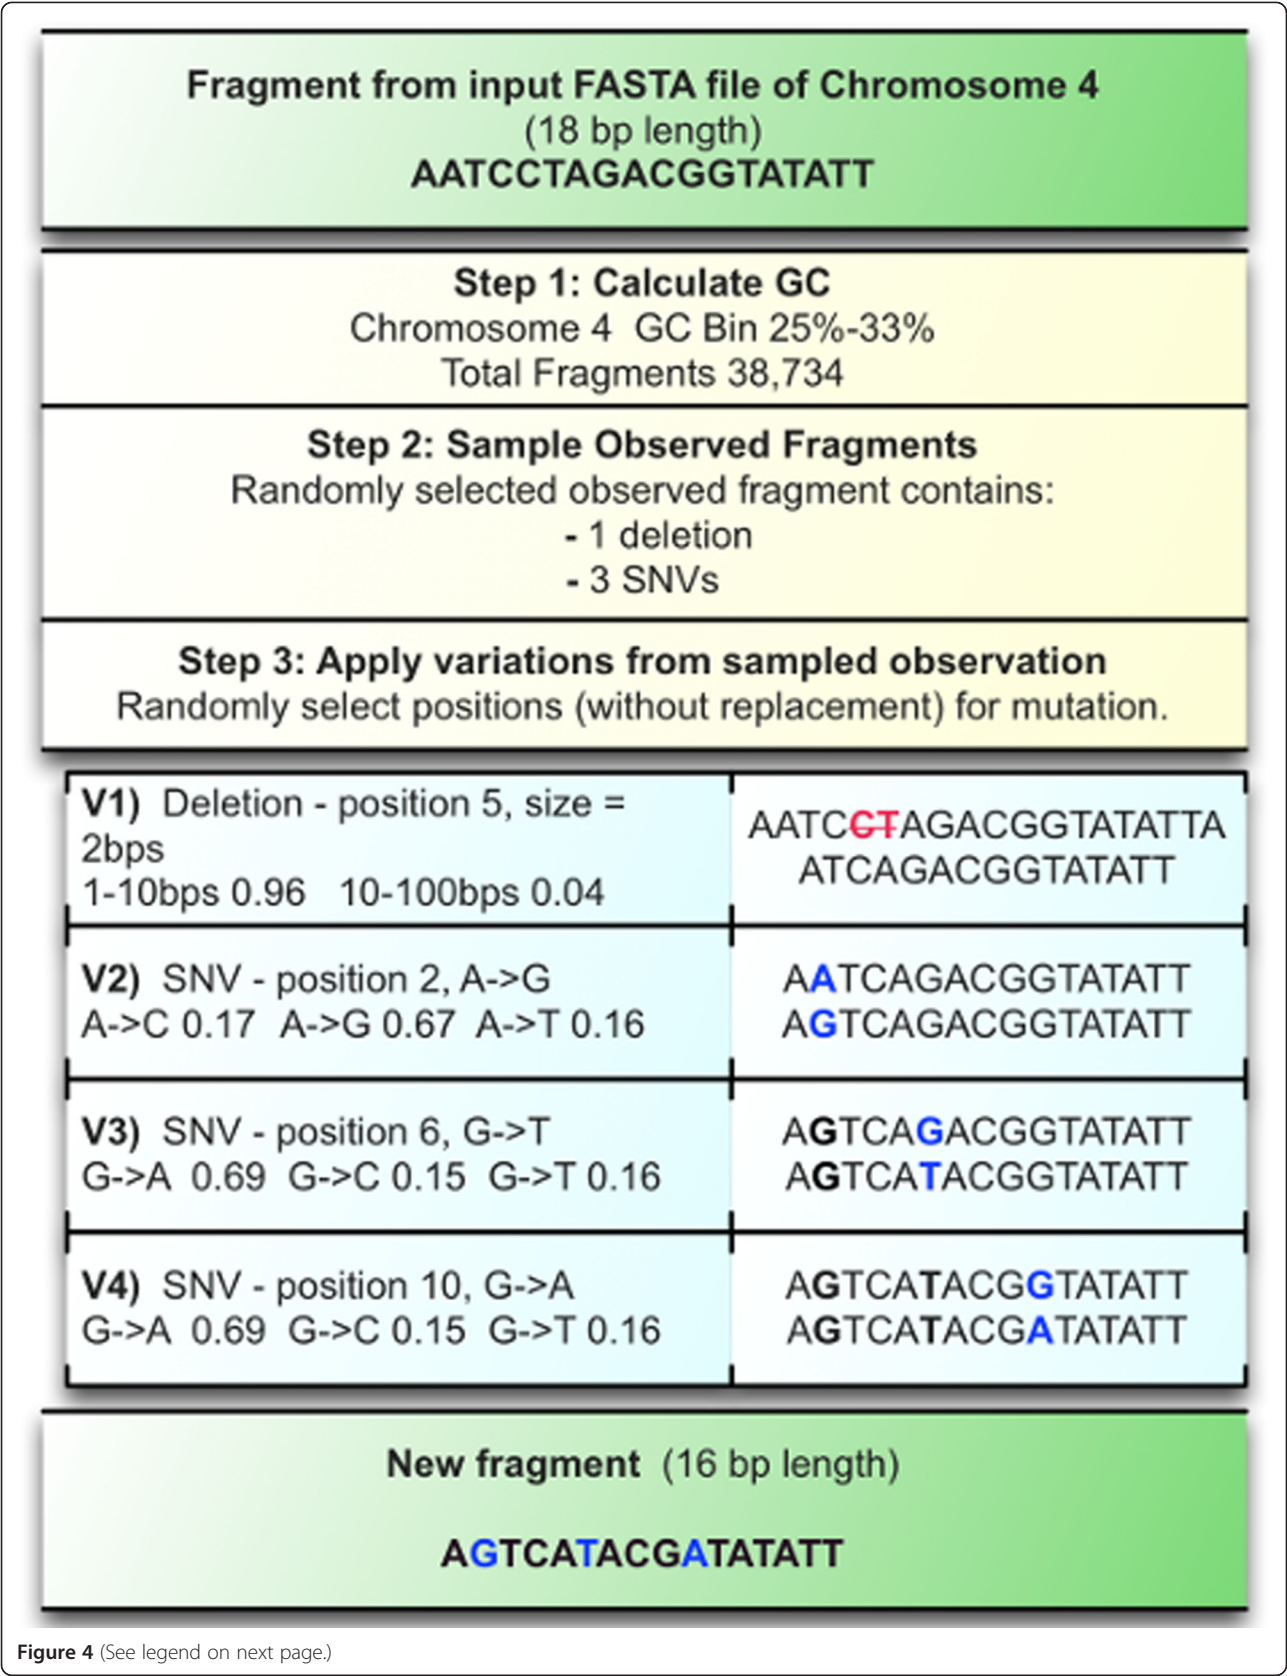 Fragment from input FASTA file of Chromosome 4
(18 bp length)
AATCCTAGACGGTATATT
Step 1: Calculate GC
Chromosome 4 GC Bin 25%-33%
Total Fragments 38,734
Step 2: Sample Observed Fragments
Randomly selected observed fragment contains:
- 1 deletion
- 3 SNVs
Step 3: Apply variations from sampled observation
Randomly select positions (without replacement) for mutation.
V1) Deletion - position 5, size =
2bps
1-10bps 0.96 10-100bps 0.04
AATCCTAGACGGTATATTA
ATCAGACGGTATATT
V2) SNV - position 2, A->G
A->C 0.17 A->G 0.67 A->T 0.16
AATCAGACGGTATATT
AGTCAGACGGTATATT
V3) SNV - position 6, G->T
G->A 0.69 G->C 0.15 G->T 0.16
AGTCAGACGGTATATT
AGTCATACGGTATATT
V4) SNV - position 10, G->A
G->A 0.69 G->C 0.15 G->T 0.16
AGTCATACGGTATATT
AGTCATACGATATATT
New fragment (16 bp length)
AGTCATACGATATATT
Figure 4 (See legend on next page.)